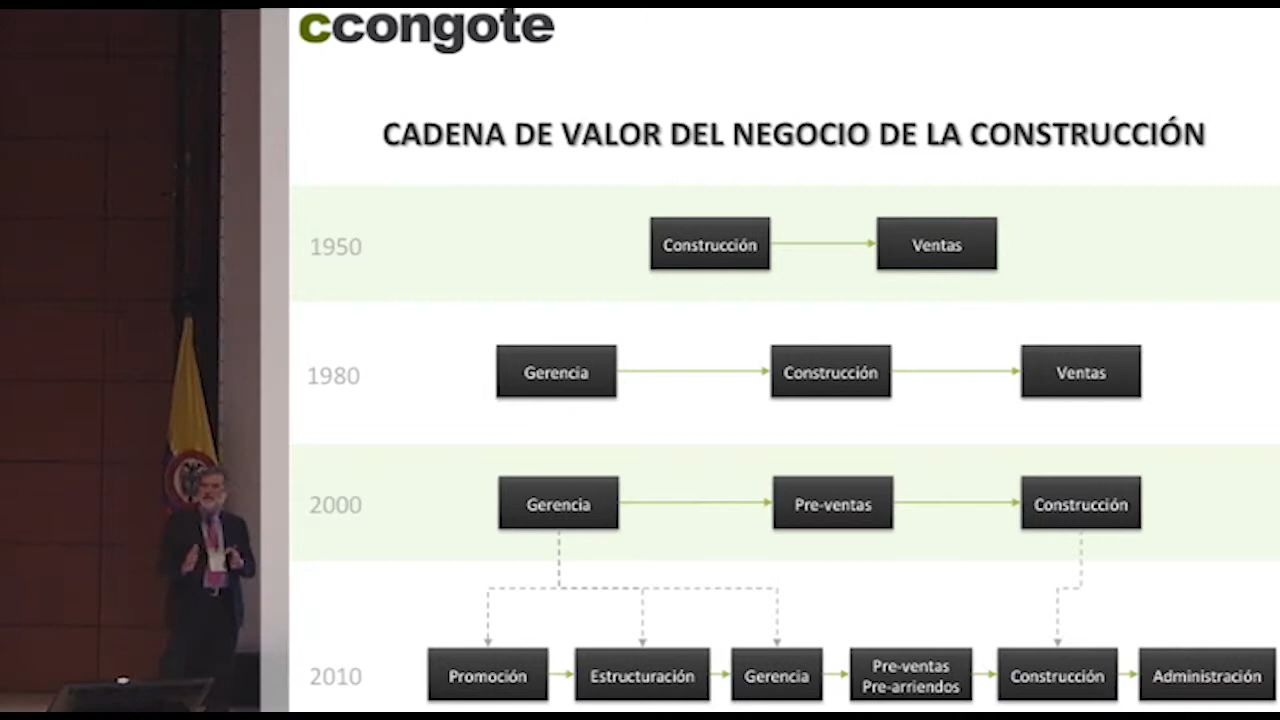 ccongote
CADENA DE VALOR DEL NEGOCIO DE LA CONSTRUCCIÓN
1950
Construcción
Ventas
1980
Gerencia
Construcción
Ventas
2000
Gerencia
Pre-ventas
Construcción
2010
Promoción
Estructuración
Gerencia
Pre-ventas
Pre-arriendos
Construcción
Administración